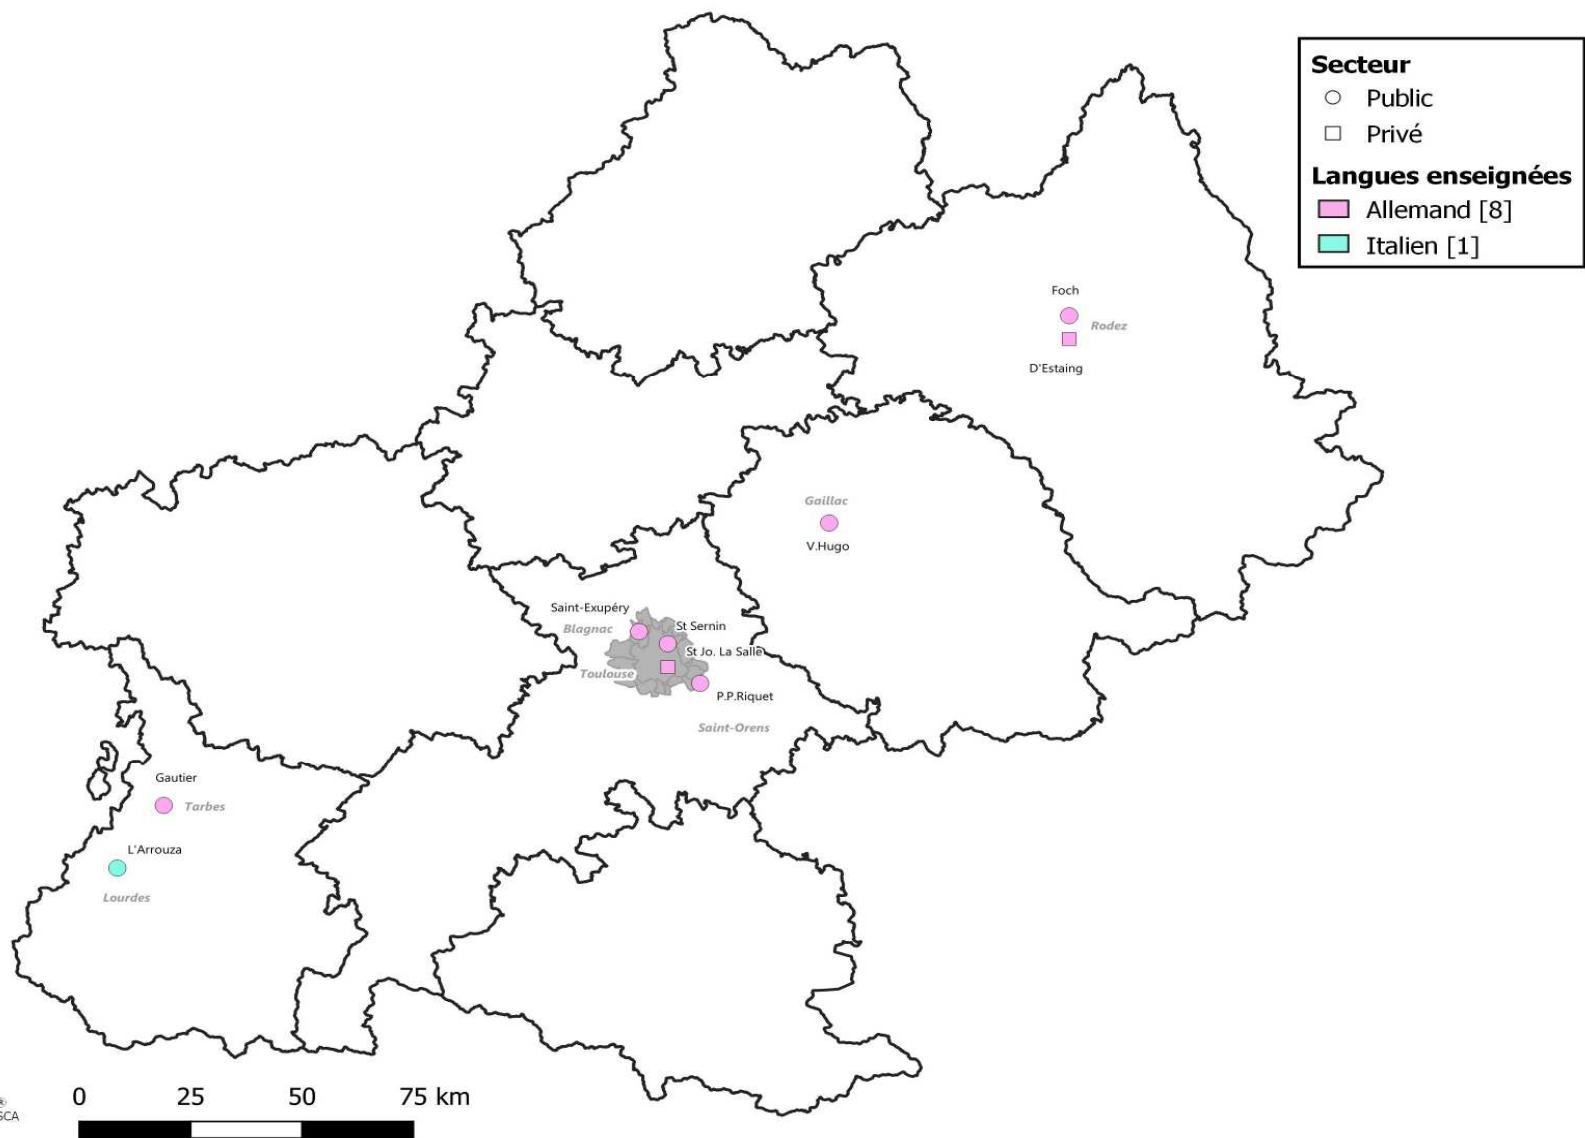 Secteur
Public
Privé
Langues enseignées
Allemand [8]
Italien [1]
Foch
Rodez
D'Estaing
Gaillac
V.Hugo
Saint-Exupéry
Blagnac
St Sernin
St Jo. La Salle
Toulouse
P.P.Riquet
Saint-Orens
Gautier
Tarbes
L'Arrouza
Lourdes
0 25 50 75 km